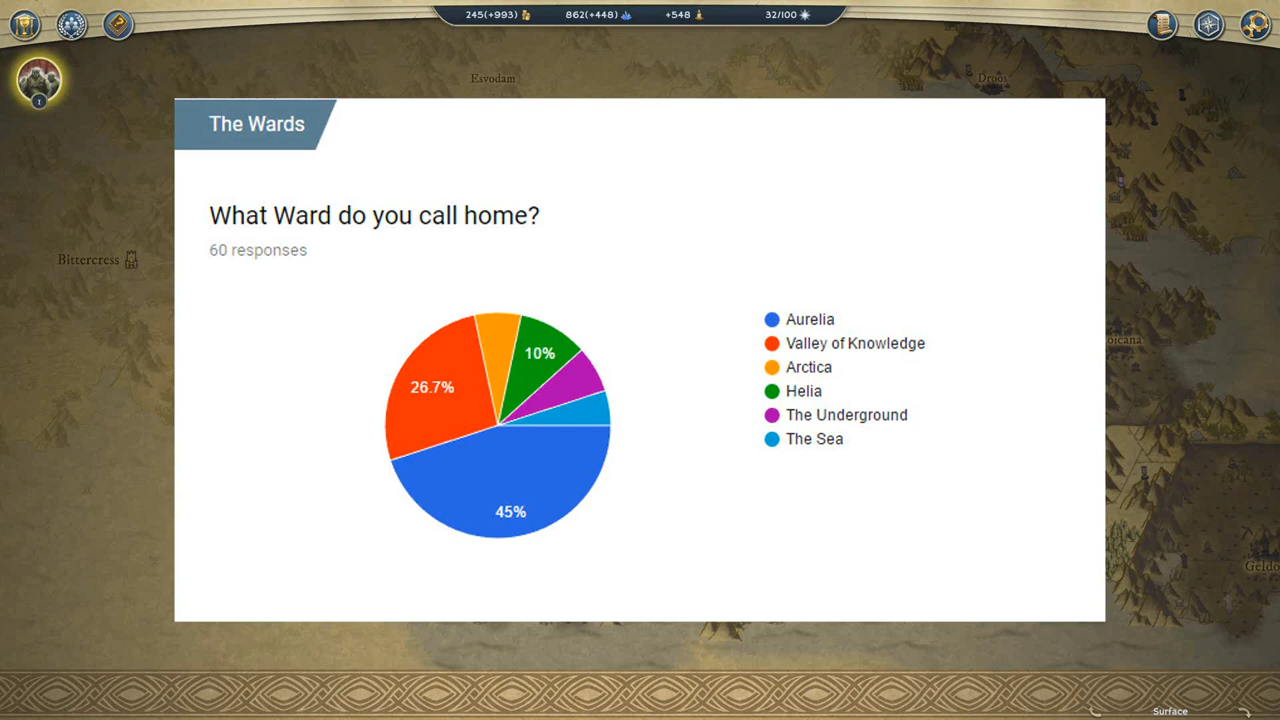 245(+993) 862(+448) +548 32/100
Esvodam
Droos
1
The Wards
What Ward do you call home?
60 responses
Bittercress
Aurelia
Valley of Knowledge
Arctica
Helia
The Underground
The Sea
10%
26.7%
45%
Surface